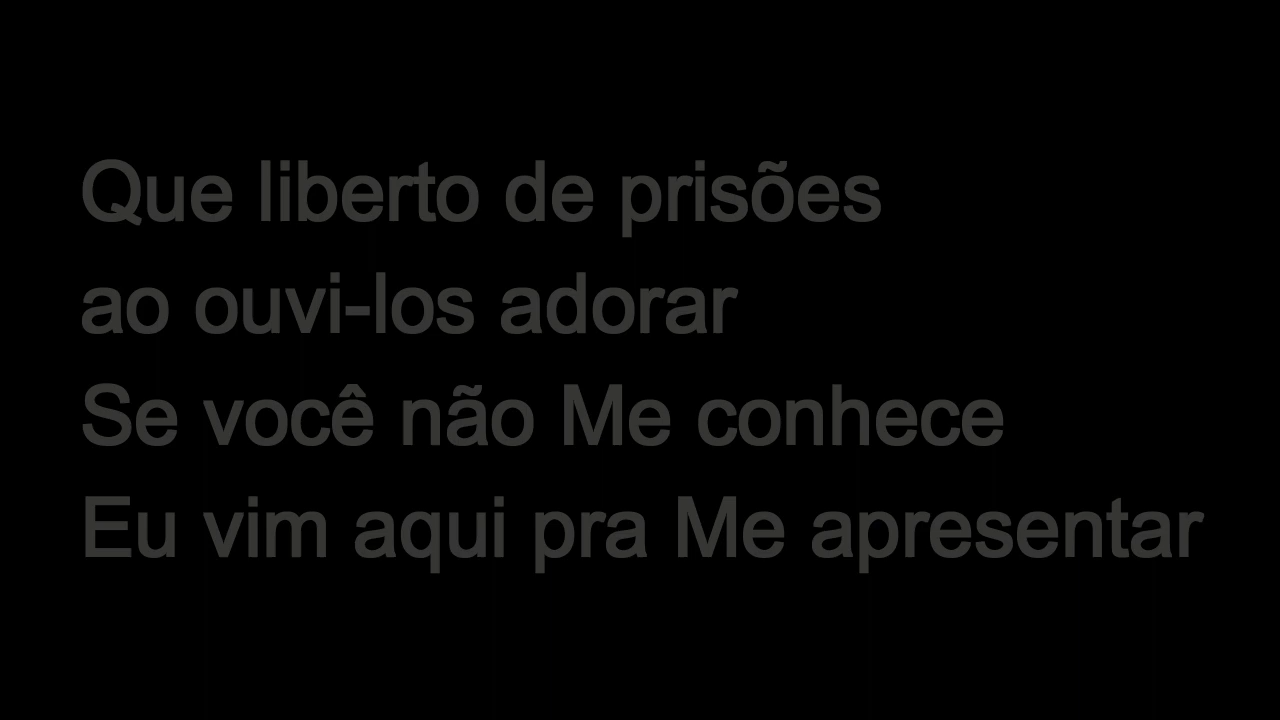 Que liberto de prisões
ao ouvi-los adorar
Se você não Me conhece
Eu vim aqui pra Me apresentar